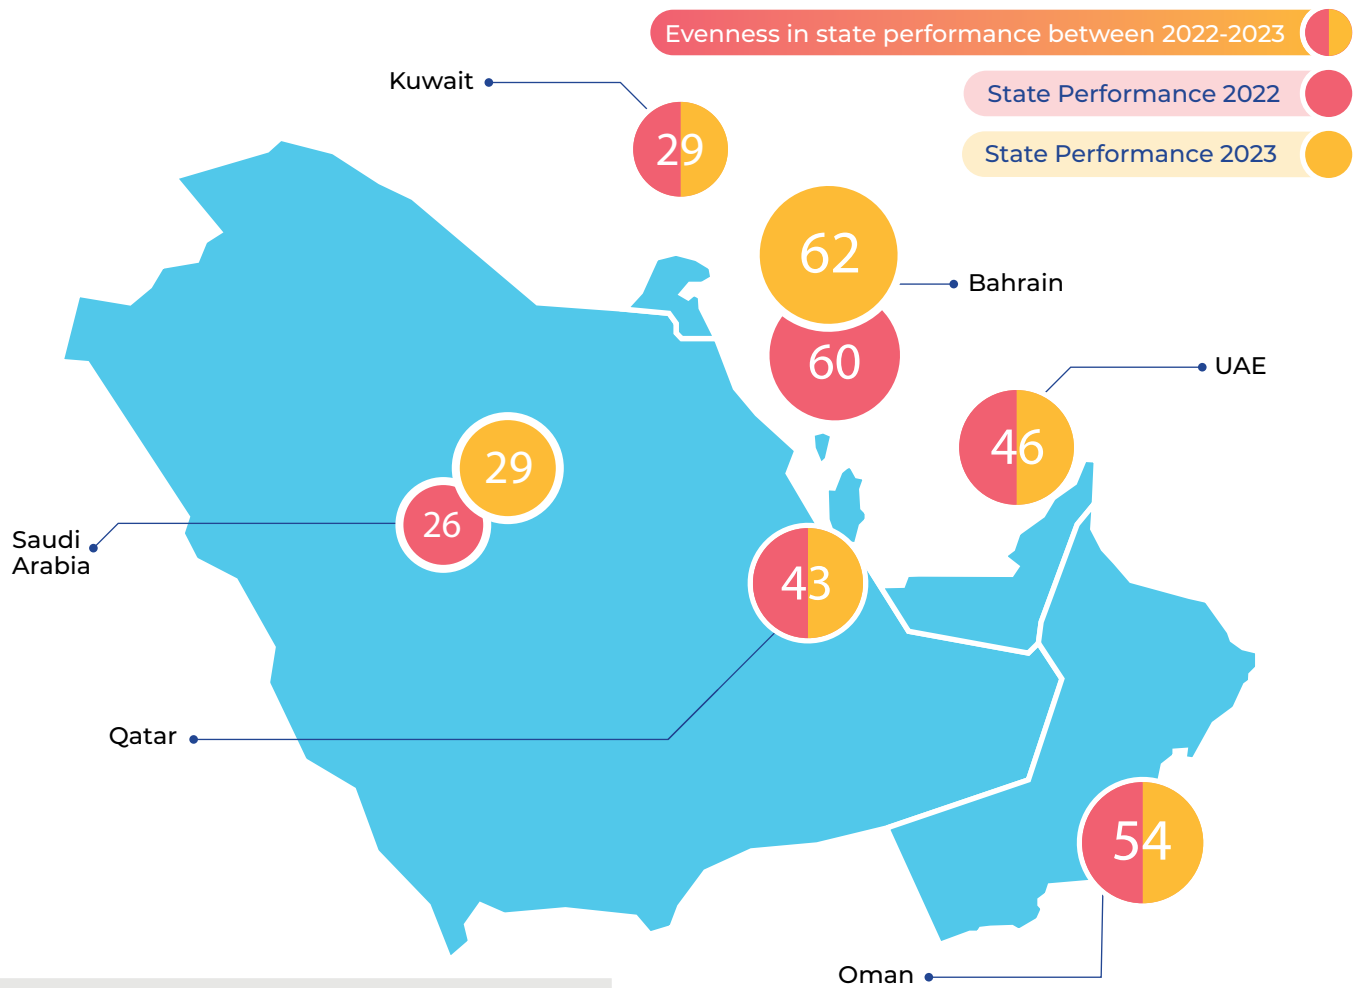 Evenness in state performance between 2022-2023
State Performance 2022
State Performance 2023
Kuwait
29
62
Bahrain
60
UAE
46
29
26
Saudi
Arabia
43
Qatar
54
Oman